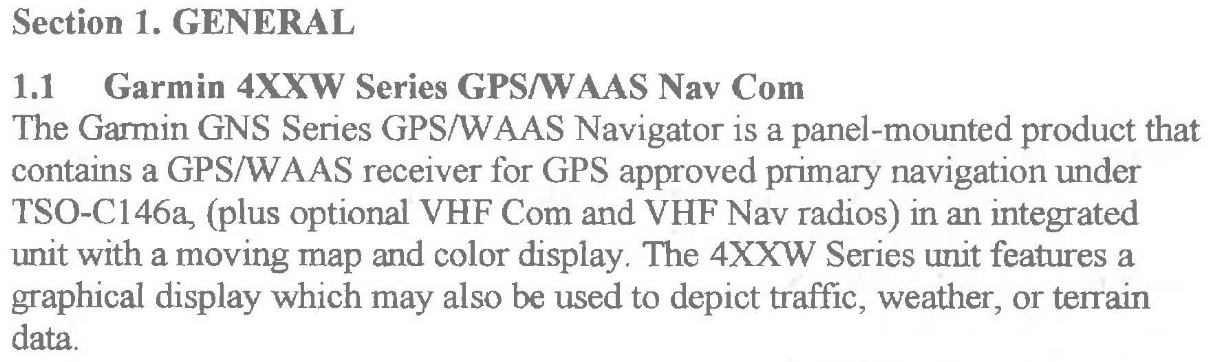 Section 1. GENERAL
1.1 Garmin 4XXW Series GPS/WAAS Nav Com
The Garmin GNS Series GPS/WAAS Navigator is a panel-mounted product that
contains a GPS/WAAS receiver for GPS approved primary navigation under
TSO-C146a, (plus optional VHF Com and VHF Nav radios) in an integrated
unit with a moving map and color display. The 4XXW Series unit features a
graphical display which may also be used to depict traffic, weather, or terrain
data.